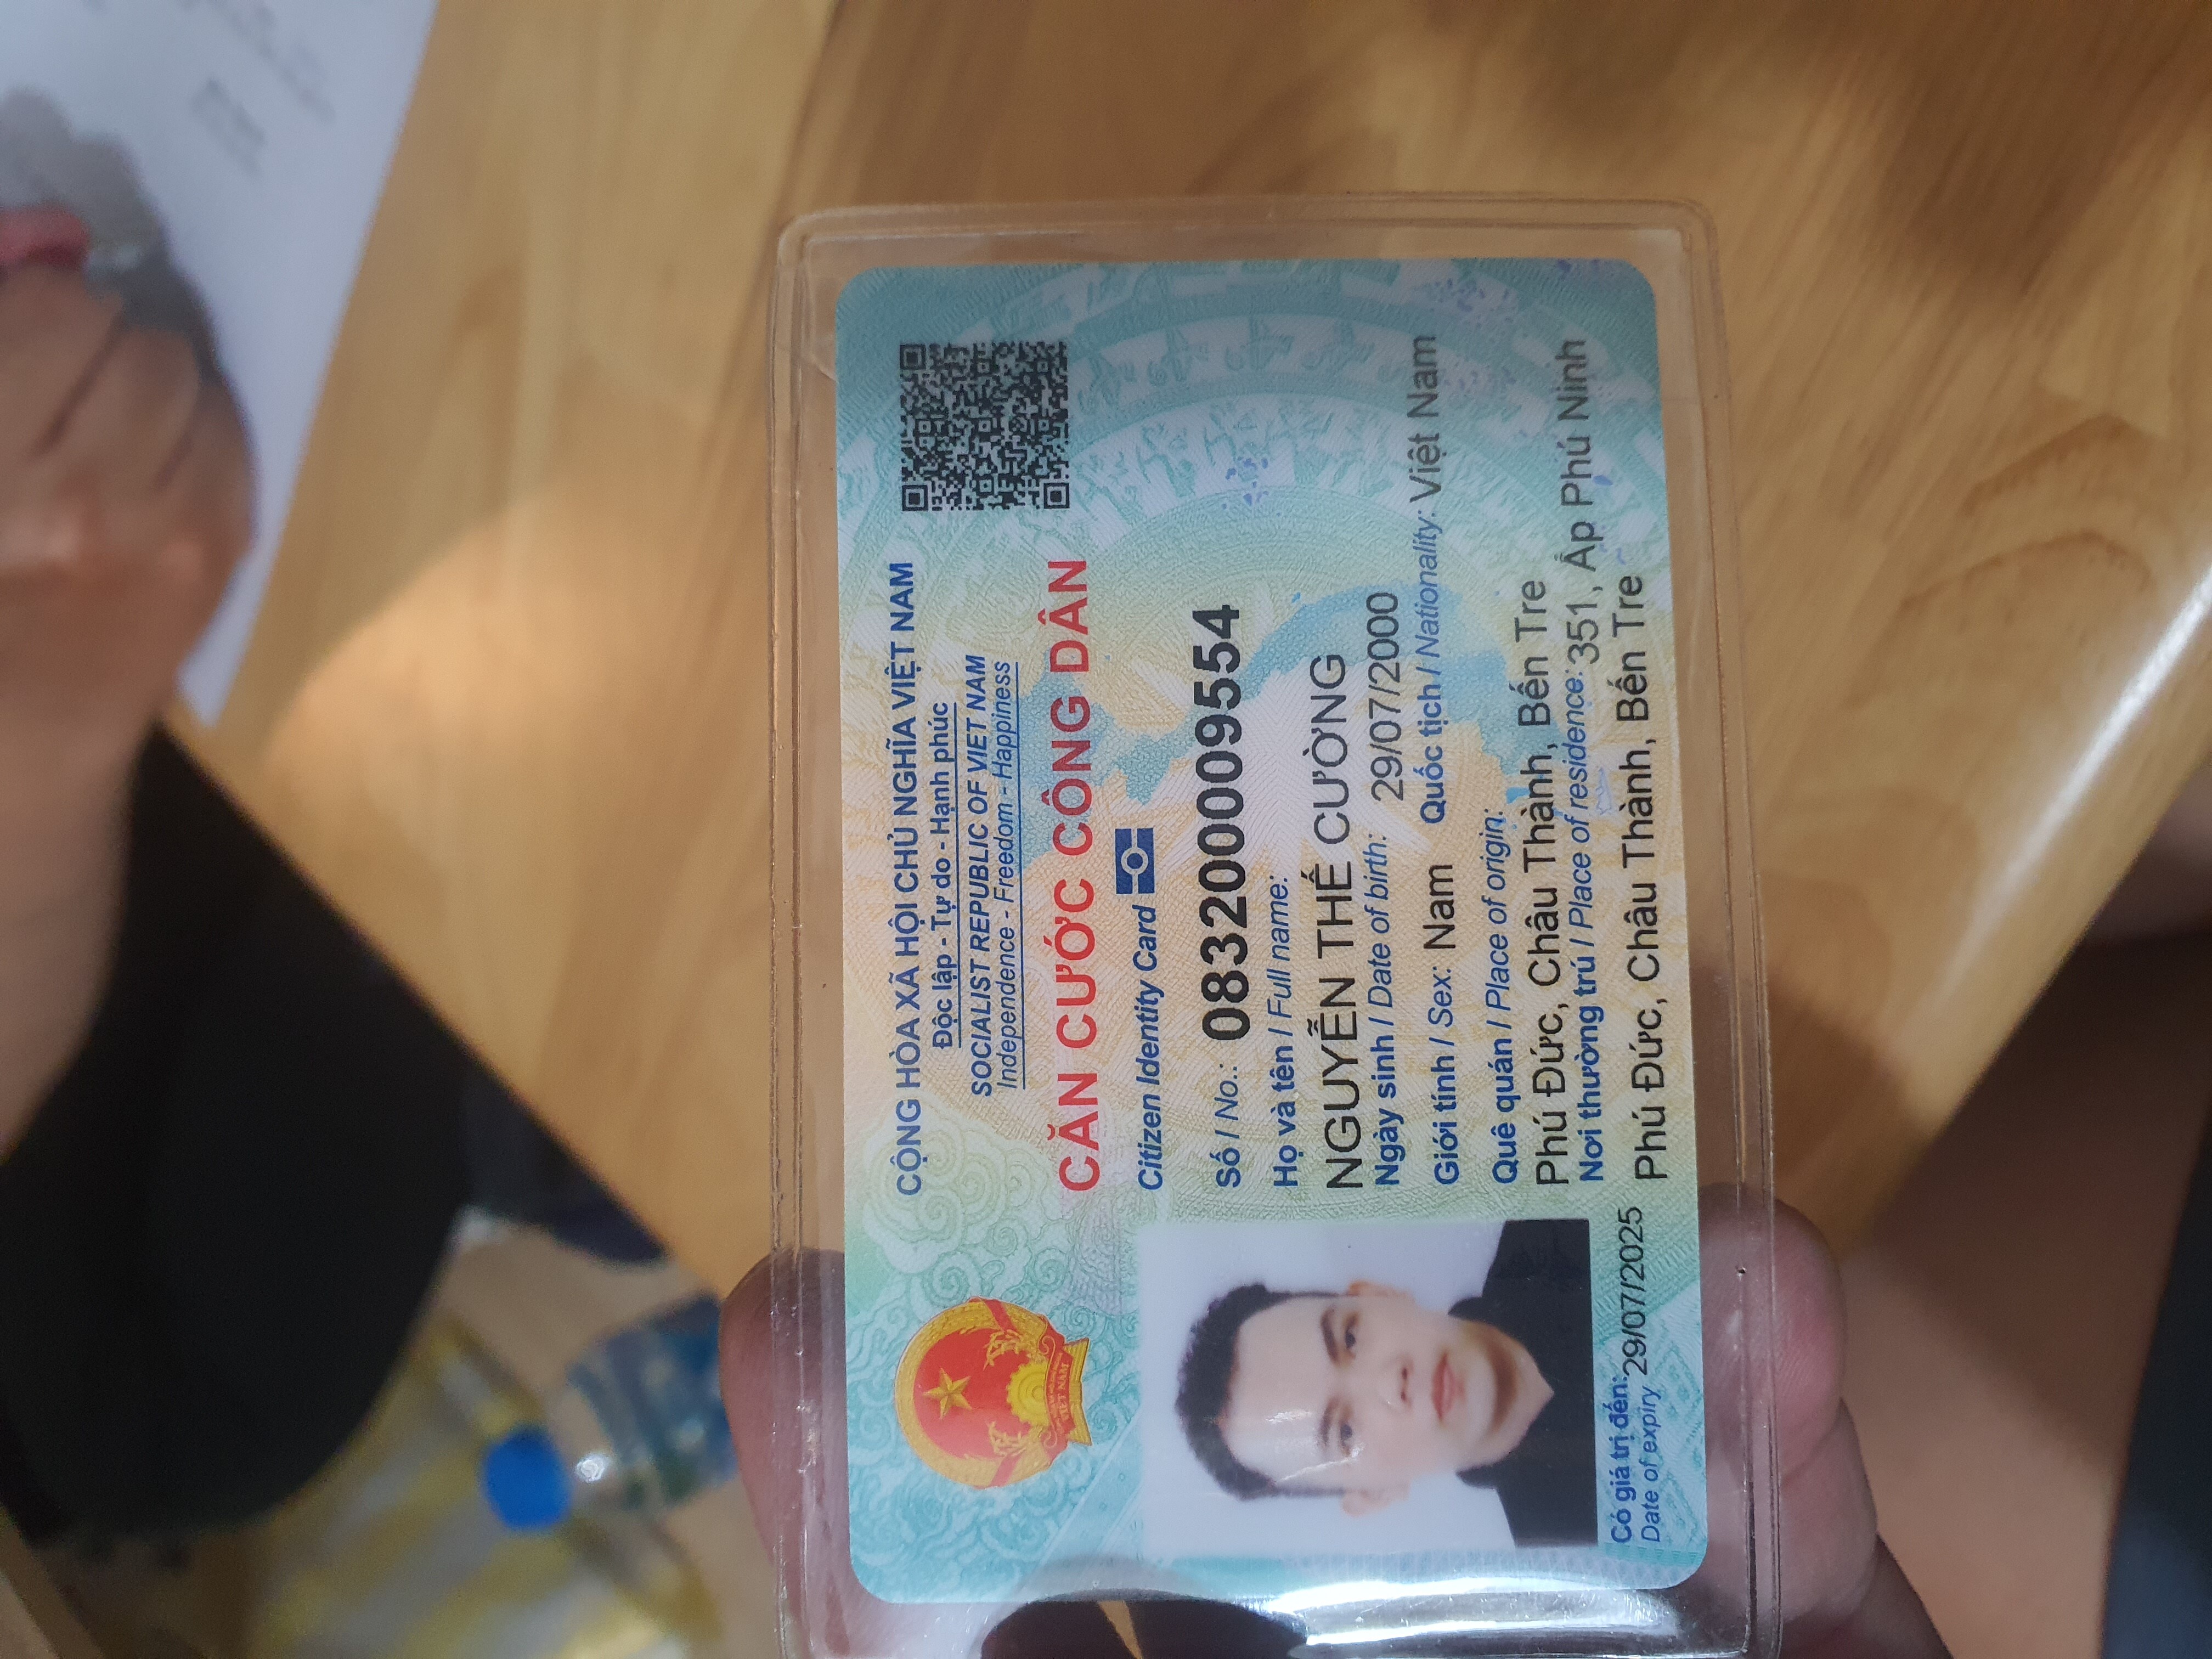 CỘNG HÒA XÃ HỘI CHỦ NGHĨA VIỆT NAM
Độc lập - Tự do - Hạnh phúc
SOCIALIST REPUBLIC OF VIET NAM
Independence - Freedom - Happiness
CĂN CƯỚC CÔNG DÂN
Citizen Identity Card
Số / No.: 083200009554
Họ và tên / Full name:
NGUYỄN THẾ CƯỜNG
Ngày sinh / Date of birth: 29/07/2000
Giới tính / Sex: Nam Quốc tịch / Nationality: Việt Nam
Quê quán / Place of origin:
Phú Đức, Châu Thành, Bến Tre
Nơi thường trú / Place of residence: 351, Ấp Phú Ninh
Phú Đức, Châu Thành, Bến Tre
Có giá trị đến: 29/07/2025
Date of expiry